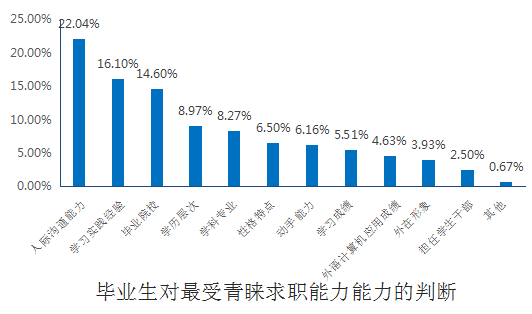 25.00%
20.00%
15.00%
10.00%
5.00%
0.00%
22.04%
16.10%
14.60%
8.97%
8.27%
6.50%
6.16%
5.51%
4.63%
3.93%
2.50%
0.67%
人际沟通能力
学习实践经验
毕业院校
学历层次
学科专业
性格特点
动手能力
学习成绩
外语计算机应用成绩
外在形象
担任学生干部
其他
毕业生对最受青睐求职能力能力的判断